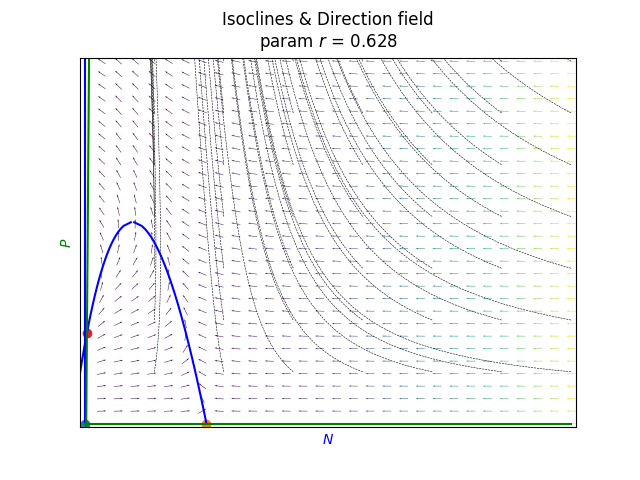 Isoclines & Direction field
param r = 0.628
P
N